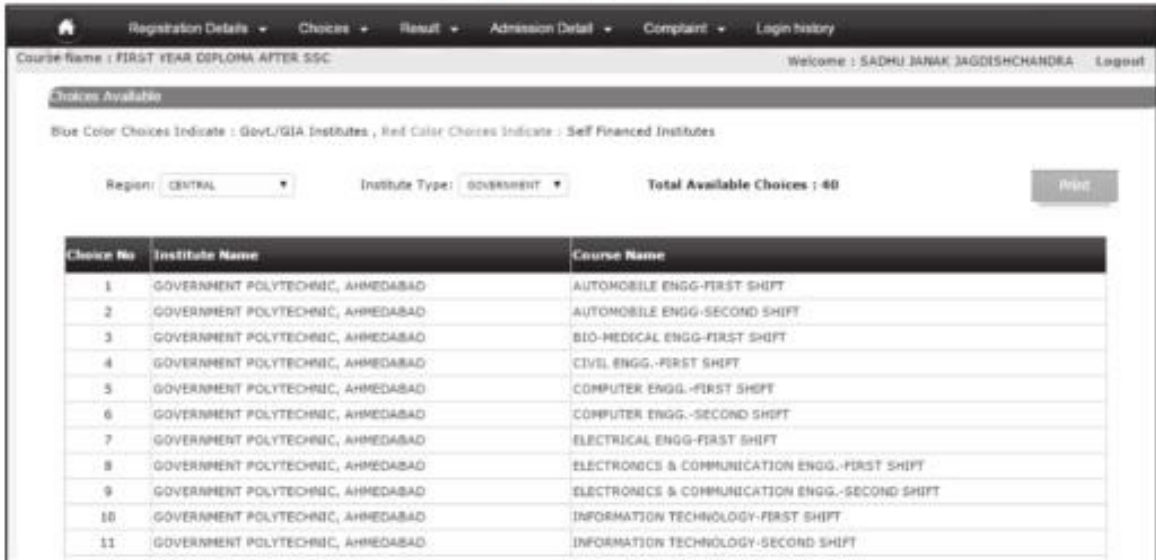 Registration Details Choices Result Admission Detail Complaint Login history
Course Name : FIRST YEAR DIPLOMA AFTER SSC Welcome : SADHU JANAK JAGDISHCHANDRA Logout
Choices Available
Blue Color Choices Indicate : Govt./GIA Institutes , Red Color Choices Indicate : Self Financed Institutes
Region: CENTRAL Institute Type: GOVERNMENT Total Available Choices : 40 Print
Choice No Institute Name Course Name
1 GOVERNMENT POLYTECHNIC, AHMEDABAD AUTOMOBILE ENGG-FIRST SHIFT
2 GOVERNMENT POLYTECHNIC, AHMEDABAD AUTOMOBILE ENGG-SECOND SHIFT
3 GOVERNMENT POLYTECHNIC, AHMEDABAD BIO-MEDICAL ENGG-FIRST SHIFT
4 GOVERNMENT POLYTECHNIC, AHMEDABAD CIVIL ENGG.-FIRST SHIFT
5 GOVERNMENT POLYTECHNIC, AHMEDABAD COMPUTER ENGG.-FIRST SHIFT
6 GOVERNMENT POLYTECHNIC, AHMEDABAD COMPUTER ENGG.-SECOND SHIFT
7 GOVERNMENT POLYTECHNIC, AHMEDABAD ELECTRICAL ENGG-FIRST SHIFT
8 GOVERNMENT POLYTECHNIC, AHMEDABAD ELECTRONICS & COMMUNICATION ENGG.-FIRST SHIFT
9 GOVERNMENT POLYTECHNIC, AHMEDABAD ELECTRONICS & COMMUNICATION ENGG.-SECOND SHIFT
10 GOVERNMENT POLYTECHNIC, AHMEDABAD INFORMATION TECHNOLOGY-FIRST SHIFT
11 GOVERNMENT POLYTECHNIC, AHMEDABAD INFORMATION TECHNOLOGY-SECOND SHIFT